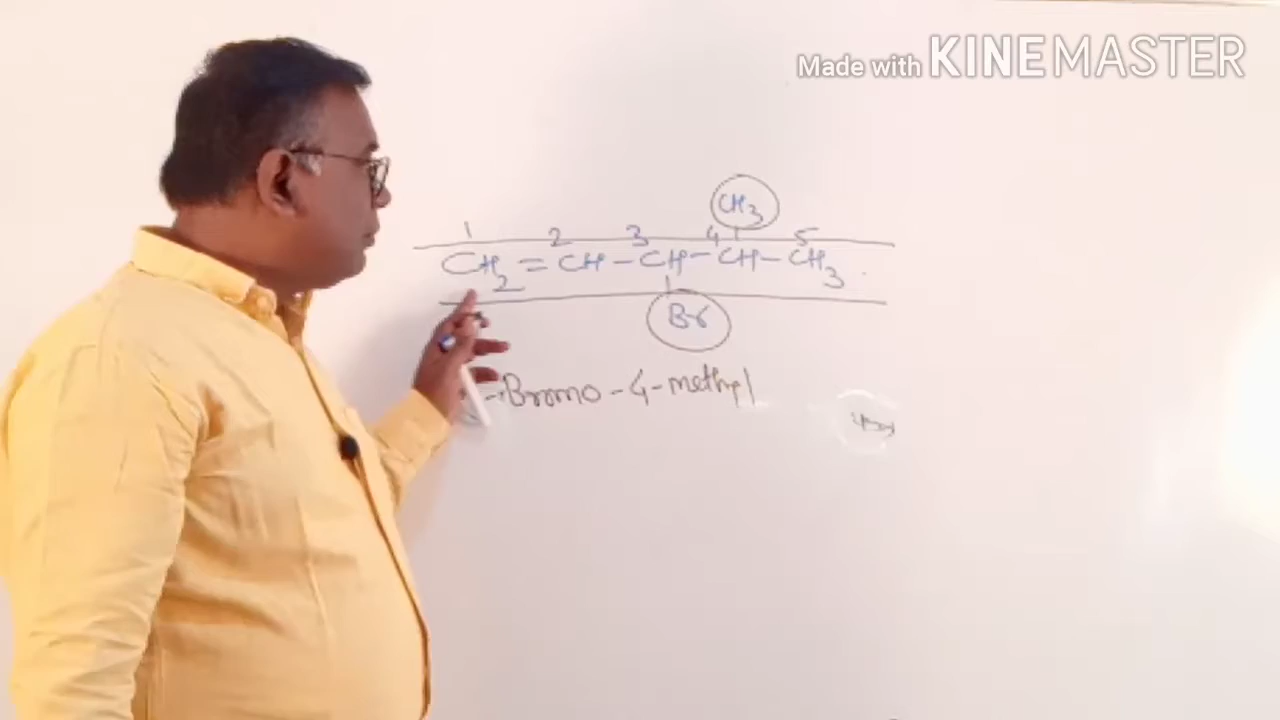 Made with KINEMASTER
CH3
1 2 3 4 5
CH2 = CH - CH - CH - CH3
Br
-Bromo-4-methyl